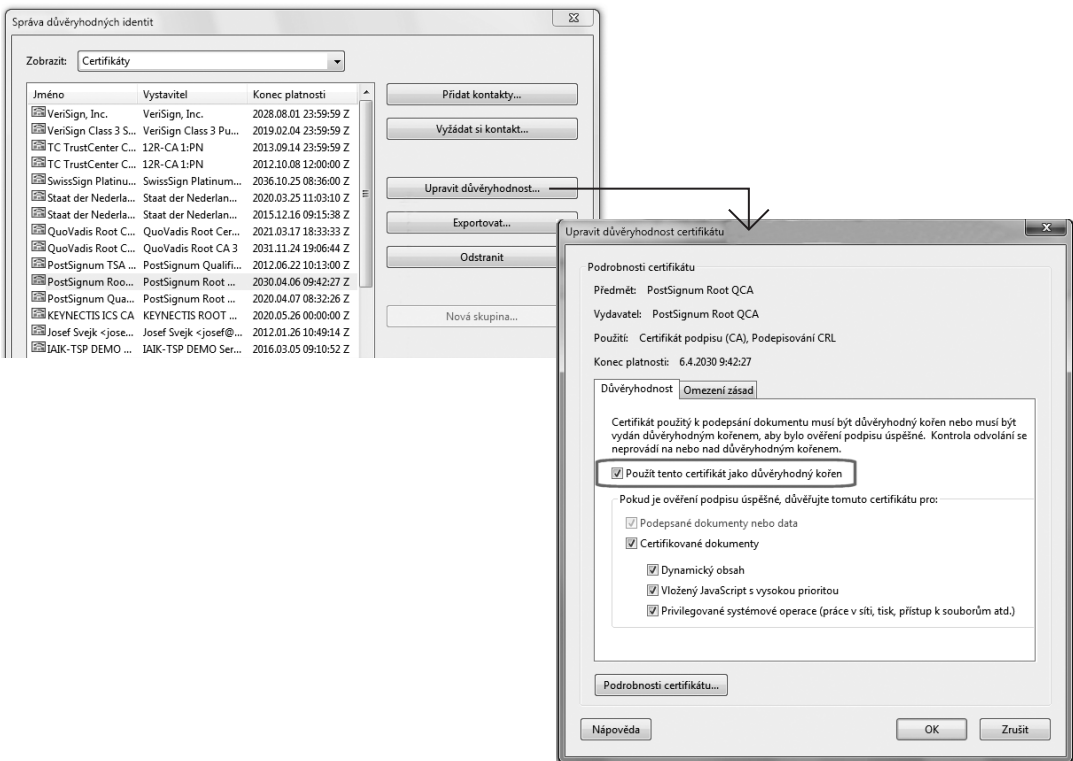 Správa důvěryhodných identit
Zobrazit: Certifikáty
Jméno Vystavitel Konec platnosti
VeriSign, Inc. VeriSign, Inc. 2028.08.01 23:59:59 Z
VeriSign Class 3 S... VeriSign Class 3 Pu... 2019.02.04 23:59:59 Z
TC TrustCenter C... 12R-CA 1:PN 2013.09.14 23:59:59 Z
TC TrustCenter C... 12R-CA 1:PN 2012.10.08 12:00:00 Z
SwissSign Platinu... SwissSign Platinum... 2036.10.25 08:36:00 Z
Staat der Nederla... Staat der Nederlan... 2020.03.25 11:03:10 Z
Staat der Nederla... Staat der Nederlan... 2015.12.16 09:15:38 Z
QuoVadis Root C... QuoVadis Root Cer... 2021.03.17 18:33:33 Z
QuoVadis Root C... QuoVadis Root CA 3 2031.11.24 19:06:44 Z
PostSignum TSA ... PostSignum Qualifi... 2012.06.22 10:13:00 Z
PostSignum Roo... PostSignum Root ... 2030.04.06 09:42:27 Z
PostSignum Qua... PostSignum Root ... 2020.04.07 08:32:26 Z
KEYNECTIS ICS CA KEYNECTIS ROOT ... 2020.05.26 00:00:00 Z
Josef Svejk <jose... Josef Svejk <josef@... 2012.01.26 10:49:14 Z
IAIK-TSP DEMO ... IAIK-TSP DEMO Ser... 2016.03.05 09:10:52 Z
Přidat kontakty...
Vyžádat si kontakt...
Upravit důvěryhodnost...
Exportovat...
Odstranit
Nová skupina...
Upravit důvěryhodnost certifikátu
Podrobnosti certifikátu
Předmět: PostSignum Root QCA
Vydavatel: PostSignum Root QCA
Použití: Certifikát podpisu (CA), Podepisování CRL
Konec platnosti: 6.4.2030 9:42:27
Důvěryhodnost Omezení zásad
Certifikát použitý k podepsání dokumentu musí být důvěryhodný kořen nebo musí být
vydán důvěryhodným kořenem, aby bylo ověření podpisu úspěšné. Kontrola odvolání se
neprovádí na nebo nad důvěryhodným kořenem.
Použít tento certifikát jako důvěryhodný kořen
Pokud je ověření podpisu úspěšné, důvěřujte tomuto certifikátu pro:
Podepsané dokumenty nebo data
Certifikované dokumenty
Dynamický obsah
Vložený JavaScript s vysokou prioritou
Privilegované systémové operace (práce v síti, tisk, přístup k souborům atd.)
Podrobnosti certifikátu...
Nápověda OK Zrušit